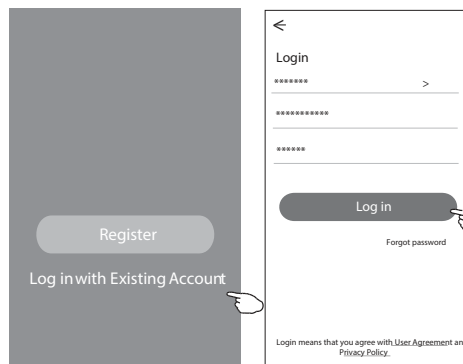 Register
Log in with Existing Account
Login
******* >
***********
******
Log in
Forgot password
Login means that you agree with User Agreement an
Privacy Policy